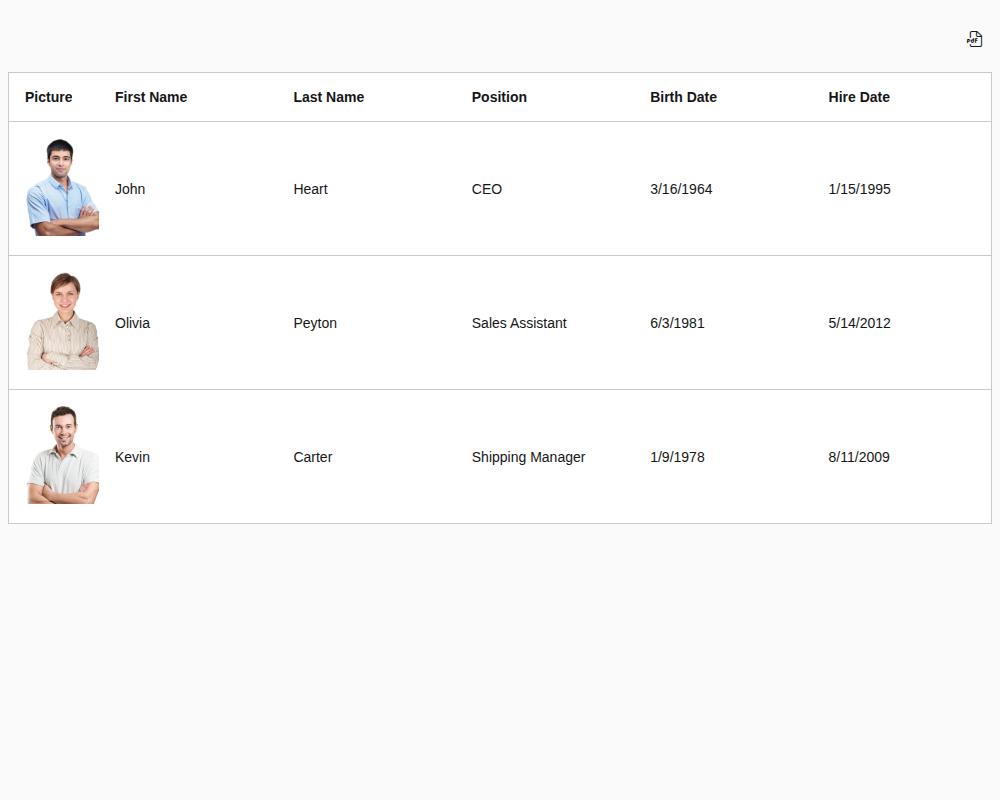 Pdf
Picture First Name Last Name Position Birth Date Hire Date
John Heart CEO 3/16/1964 1/15/1995
Olivia Peyton Sales Assistant 6/3/1981 5/14/2012
Kevin Carter Shipping Manager 1/9/1978 8/11/2009